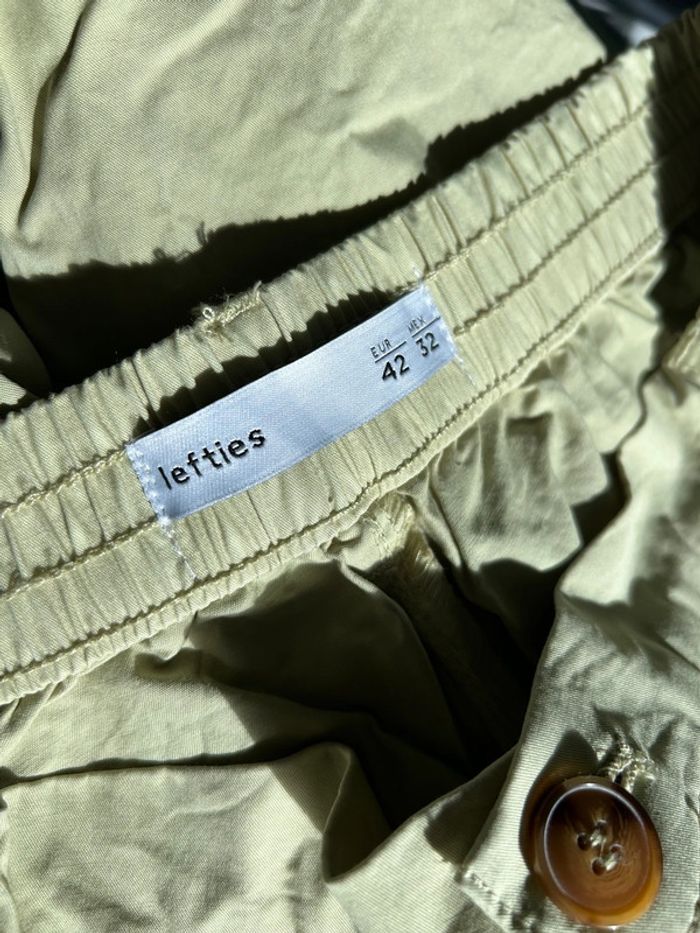 lefties
EUR MEX
42 32